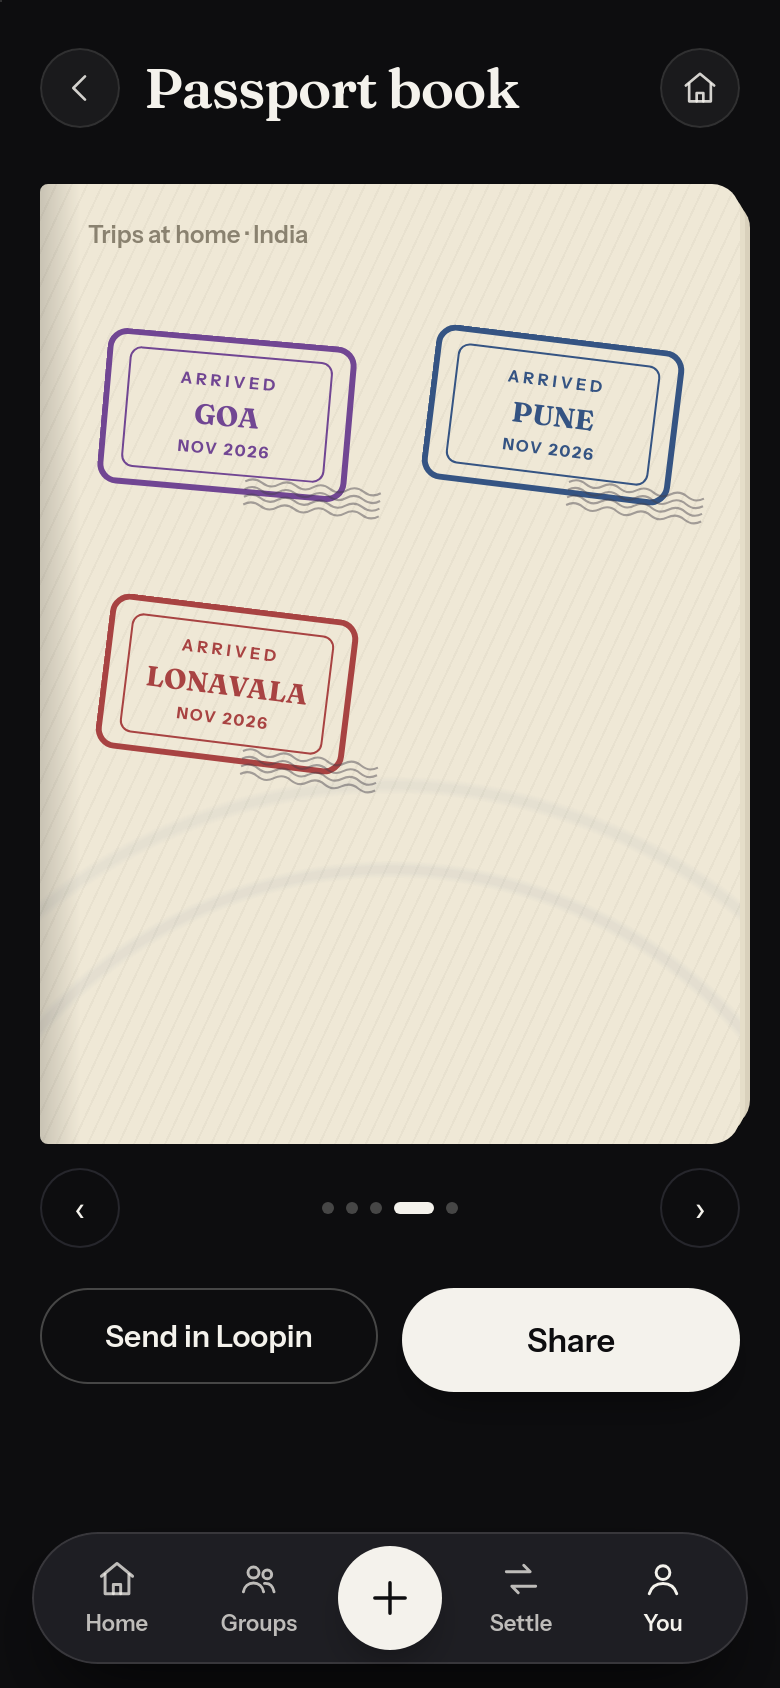 Passport book
Trips at home · India
ARRIVED
GOA
NOV 2026
ARRIVED
PUNE
NOV 2026
ARRIVED
LONAVALA
NOV 2026
Send in Loopin
Share
Home
Groups
Settle
You